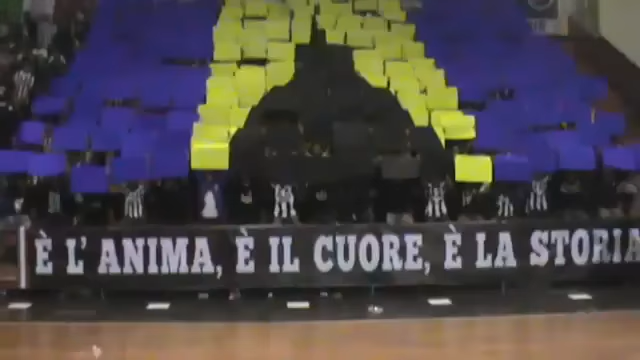 È L'ANIMA, È IL CUORE, È LA STORIA